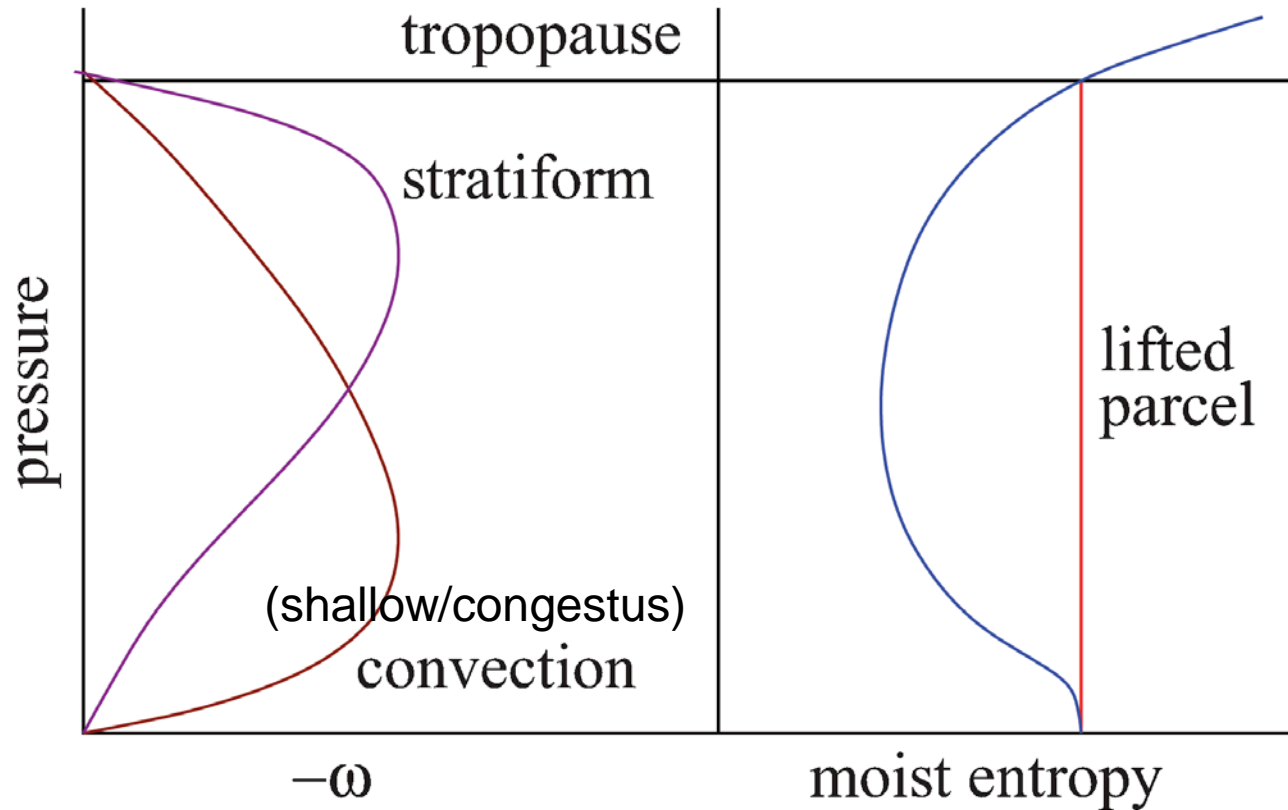 tropopause
stratiform
pressure
lifted
parcel
(shallow/congestus)
convection
−ω
moist entropy